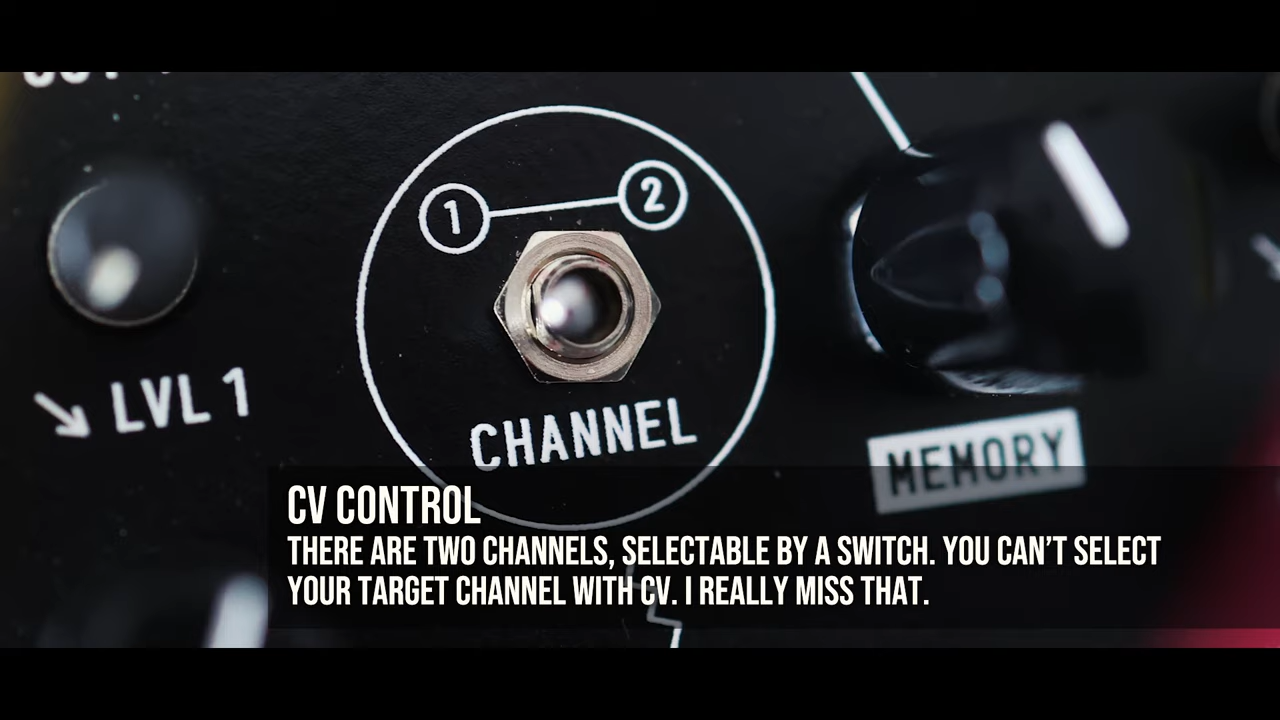 1 2
LVL 1
CHANNEL
MEMORY
CV CONTROL
THERE ARE TWO CHANNELS, SELECTABLE BY A SWITCH. YOU CAN’T SELECT
YOUR TARGET CHANNEL WITH CV. I REALLY MISS THAT.